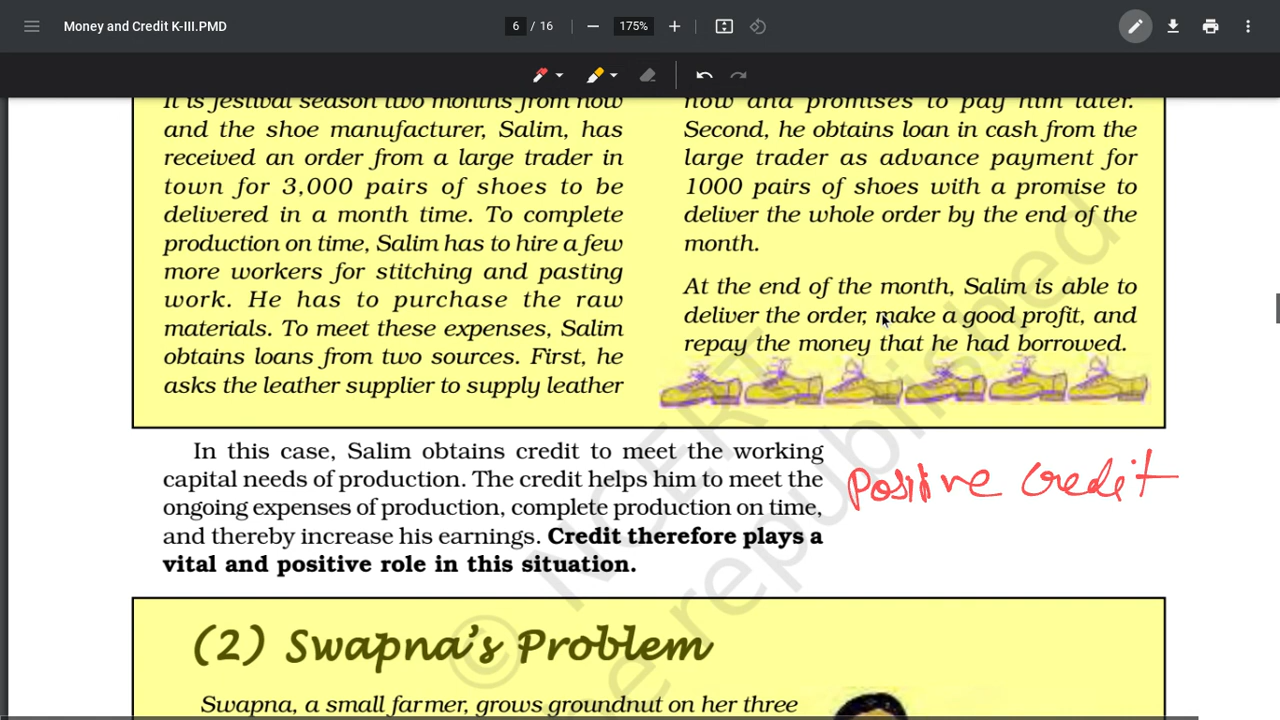 Money and Credit K-III.PMD
6 / 16
175%
It is festival season two months from now
and the shoe manufacturer, Salim, has
received an order from a large trader in
town for 3,000 pairs of shoes to be
delivered in a month time. To complete
production on time, Salim has to hire a few
more workers for stitching and pasting
work. He has to purchase the raw
materials. To meet these expenses, Salim
obtains loans from two sources. First, he
asks the leather supplier to supply leather
now and promises to pay him later.
Second, he obtains loan in cash from the
large trader as advance payment for
1000 pairs of shoes with a promise to
deliver the whole order by the end of the
month.
At the end of the month, Salim is able to
deliver the order, make a good profit, and
repay the money that he had borrowed.
In this case, Salim obtains credit to meet the working
capital needs of production. The credit helps him to meet the
ongoing expenses of production, complete production on time,
and thereby increase his earnings. Credit therefore plays a
vital and positive role in this situation.
Positive Credit
(2) Swapna's Problem
Swapna, a small farmer, grows groundnut on her three
© NCERT
be republished